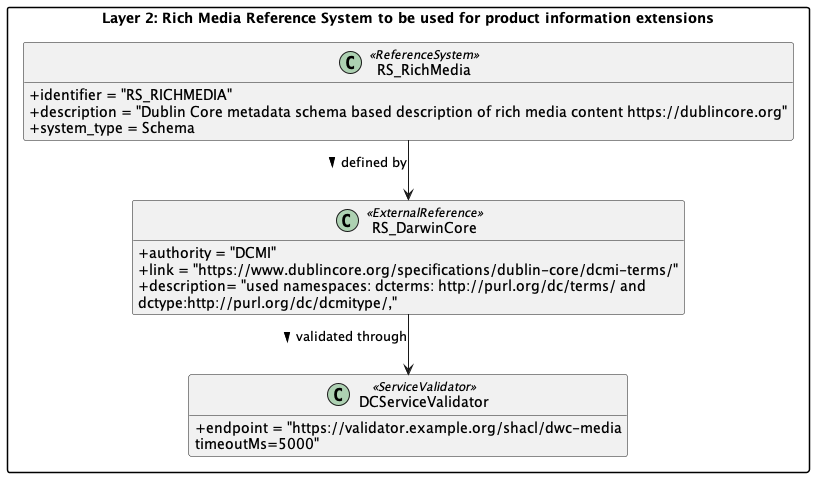 Layer 2: Rich Media Reference System to be used for product information extensions
C
«ReferenceSystem»
RS_RichMedia
+identifier = "RS_RICHMEDIA"
+description = "Dublin Core metadata schema based description of rich media content https://dublincore.org"
+system_type = Schema
defined by
C
«ExternalReference»
RS_DarwinCore
+authority = "DCMI"
+link = "https://www.dublincore.org/specifications/dublin-core/dcmi-terms/"
+description= "used namespaces: dcterms: http://purl.org/dc/terms/ and
dctype:http://purl.org/dc/dcmitype/,"
validated through
C
«ServiceValidator»
DCServiceValidator
+endpoint = "https://validator.example.org/shacl/dwc-media
timeoutMs=5000"